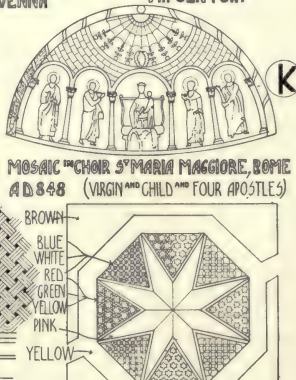 VENNA
K
MOSAIC IN CHOIR ST MARIA MAGGIORE, ROME
A D 848 (VIRGIN AND CHILD AND FOUR APOSTLES)
BROWN
BLUE
WHITE
RED
GREEN
YELLOW
PINK
YELLOW